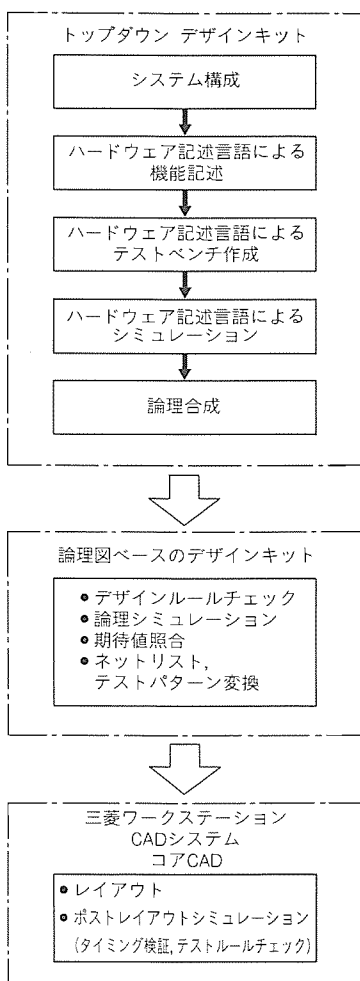 トップダウン デザインキット
システム構成
ハードウェア記述言語による
機能記述
ハードウェア記述言語による
テストベンチ作成
ハードウェア記述言語による
シミュレーション
論理合成
論理図ベースのデザインキット
● デザインルールチェック
● 論理シミュレーション
● 期待値照合
● ネットリスト,
テストパターン変換
三菱ワークステーション
CADシステム
コアCAD
● レイアウト
● ポストレイアウトシミュレーション
(タイミング検証,テストルールチェック)